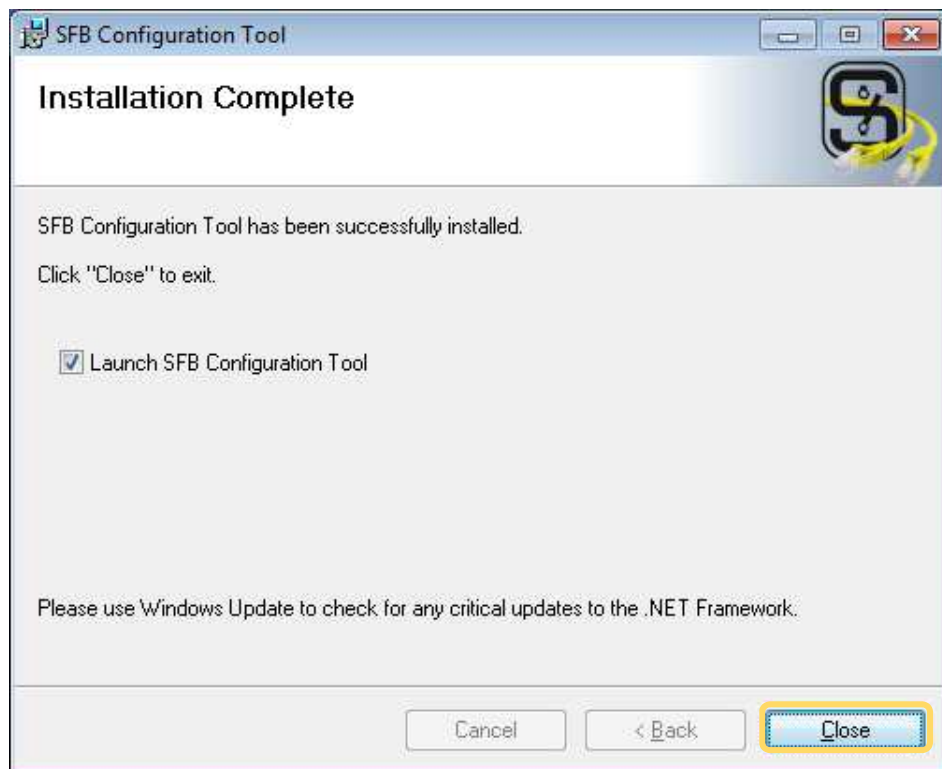 SFB Configuration Tool
Installation Complete
SFB Configuration Tool has been successfully installed.
Click "Close" to exit.
Launch SFB Configuration Tool
Please use Windows Update to check for any critical updates to the .NET Framework.
Cancel < Back Close